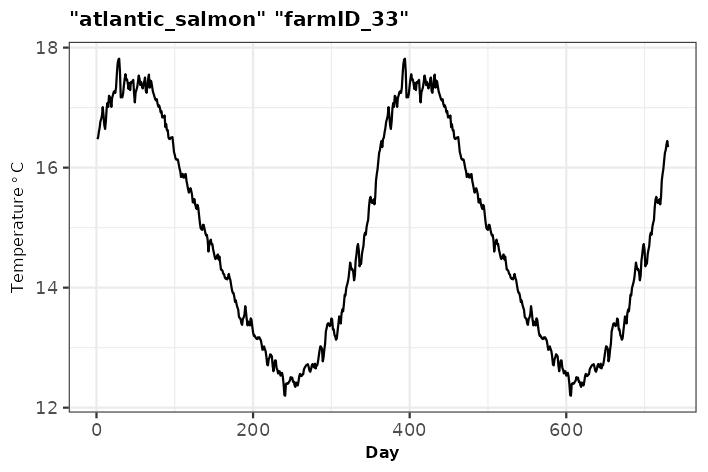 "atlantic_salmon" "farmID_33"
Temperature°C
18
16
14
12
0 200 400 600
Day